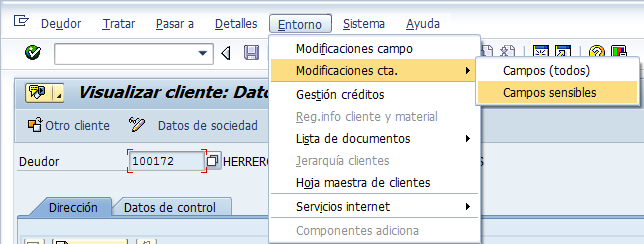 Deudor Tratar Pasar a Detalles Entorno Sistema Ayuda
Modificaciones campo
Modificaciones cta.
Campos (todos)
Campos sensibles
Gestión créditos
Reg.info cliente y material
Lista de documentos
Jerarquía clientes
Hoja maestra de clientes
Servicios internet
Componentes adiciona
Visualizar cliente: Dato
Otro cliente Datos de sociedad
Deudor 100172 HERRERO S
Dirección Datos de control